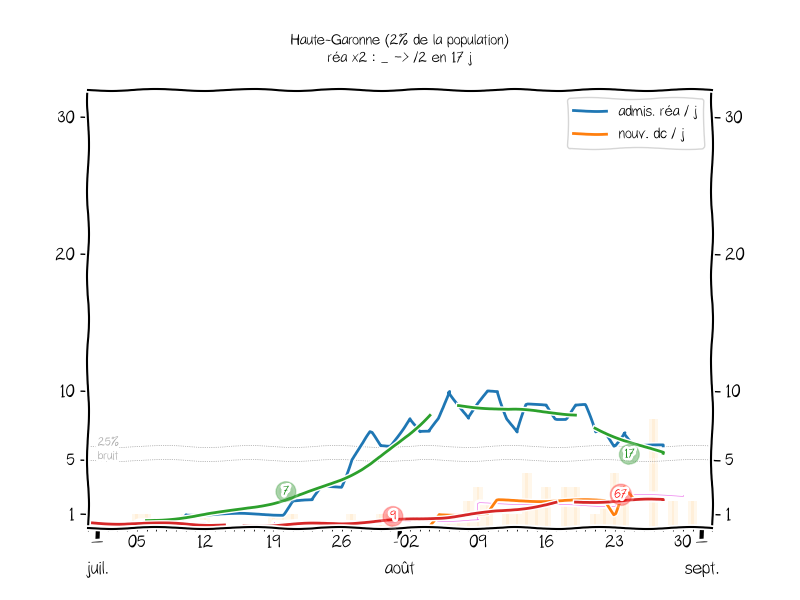 Haute-Garonne (2% de la population)
réa x2 : _ -> /2 en 17 j
admis. réa / j
nouv. dc / j
30
30
20
20
10
10
25%
bruit
5
5
1
1
7
9
17
67
05 12 19 26 02 09 16 23 30
juil. août sept.